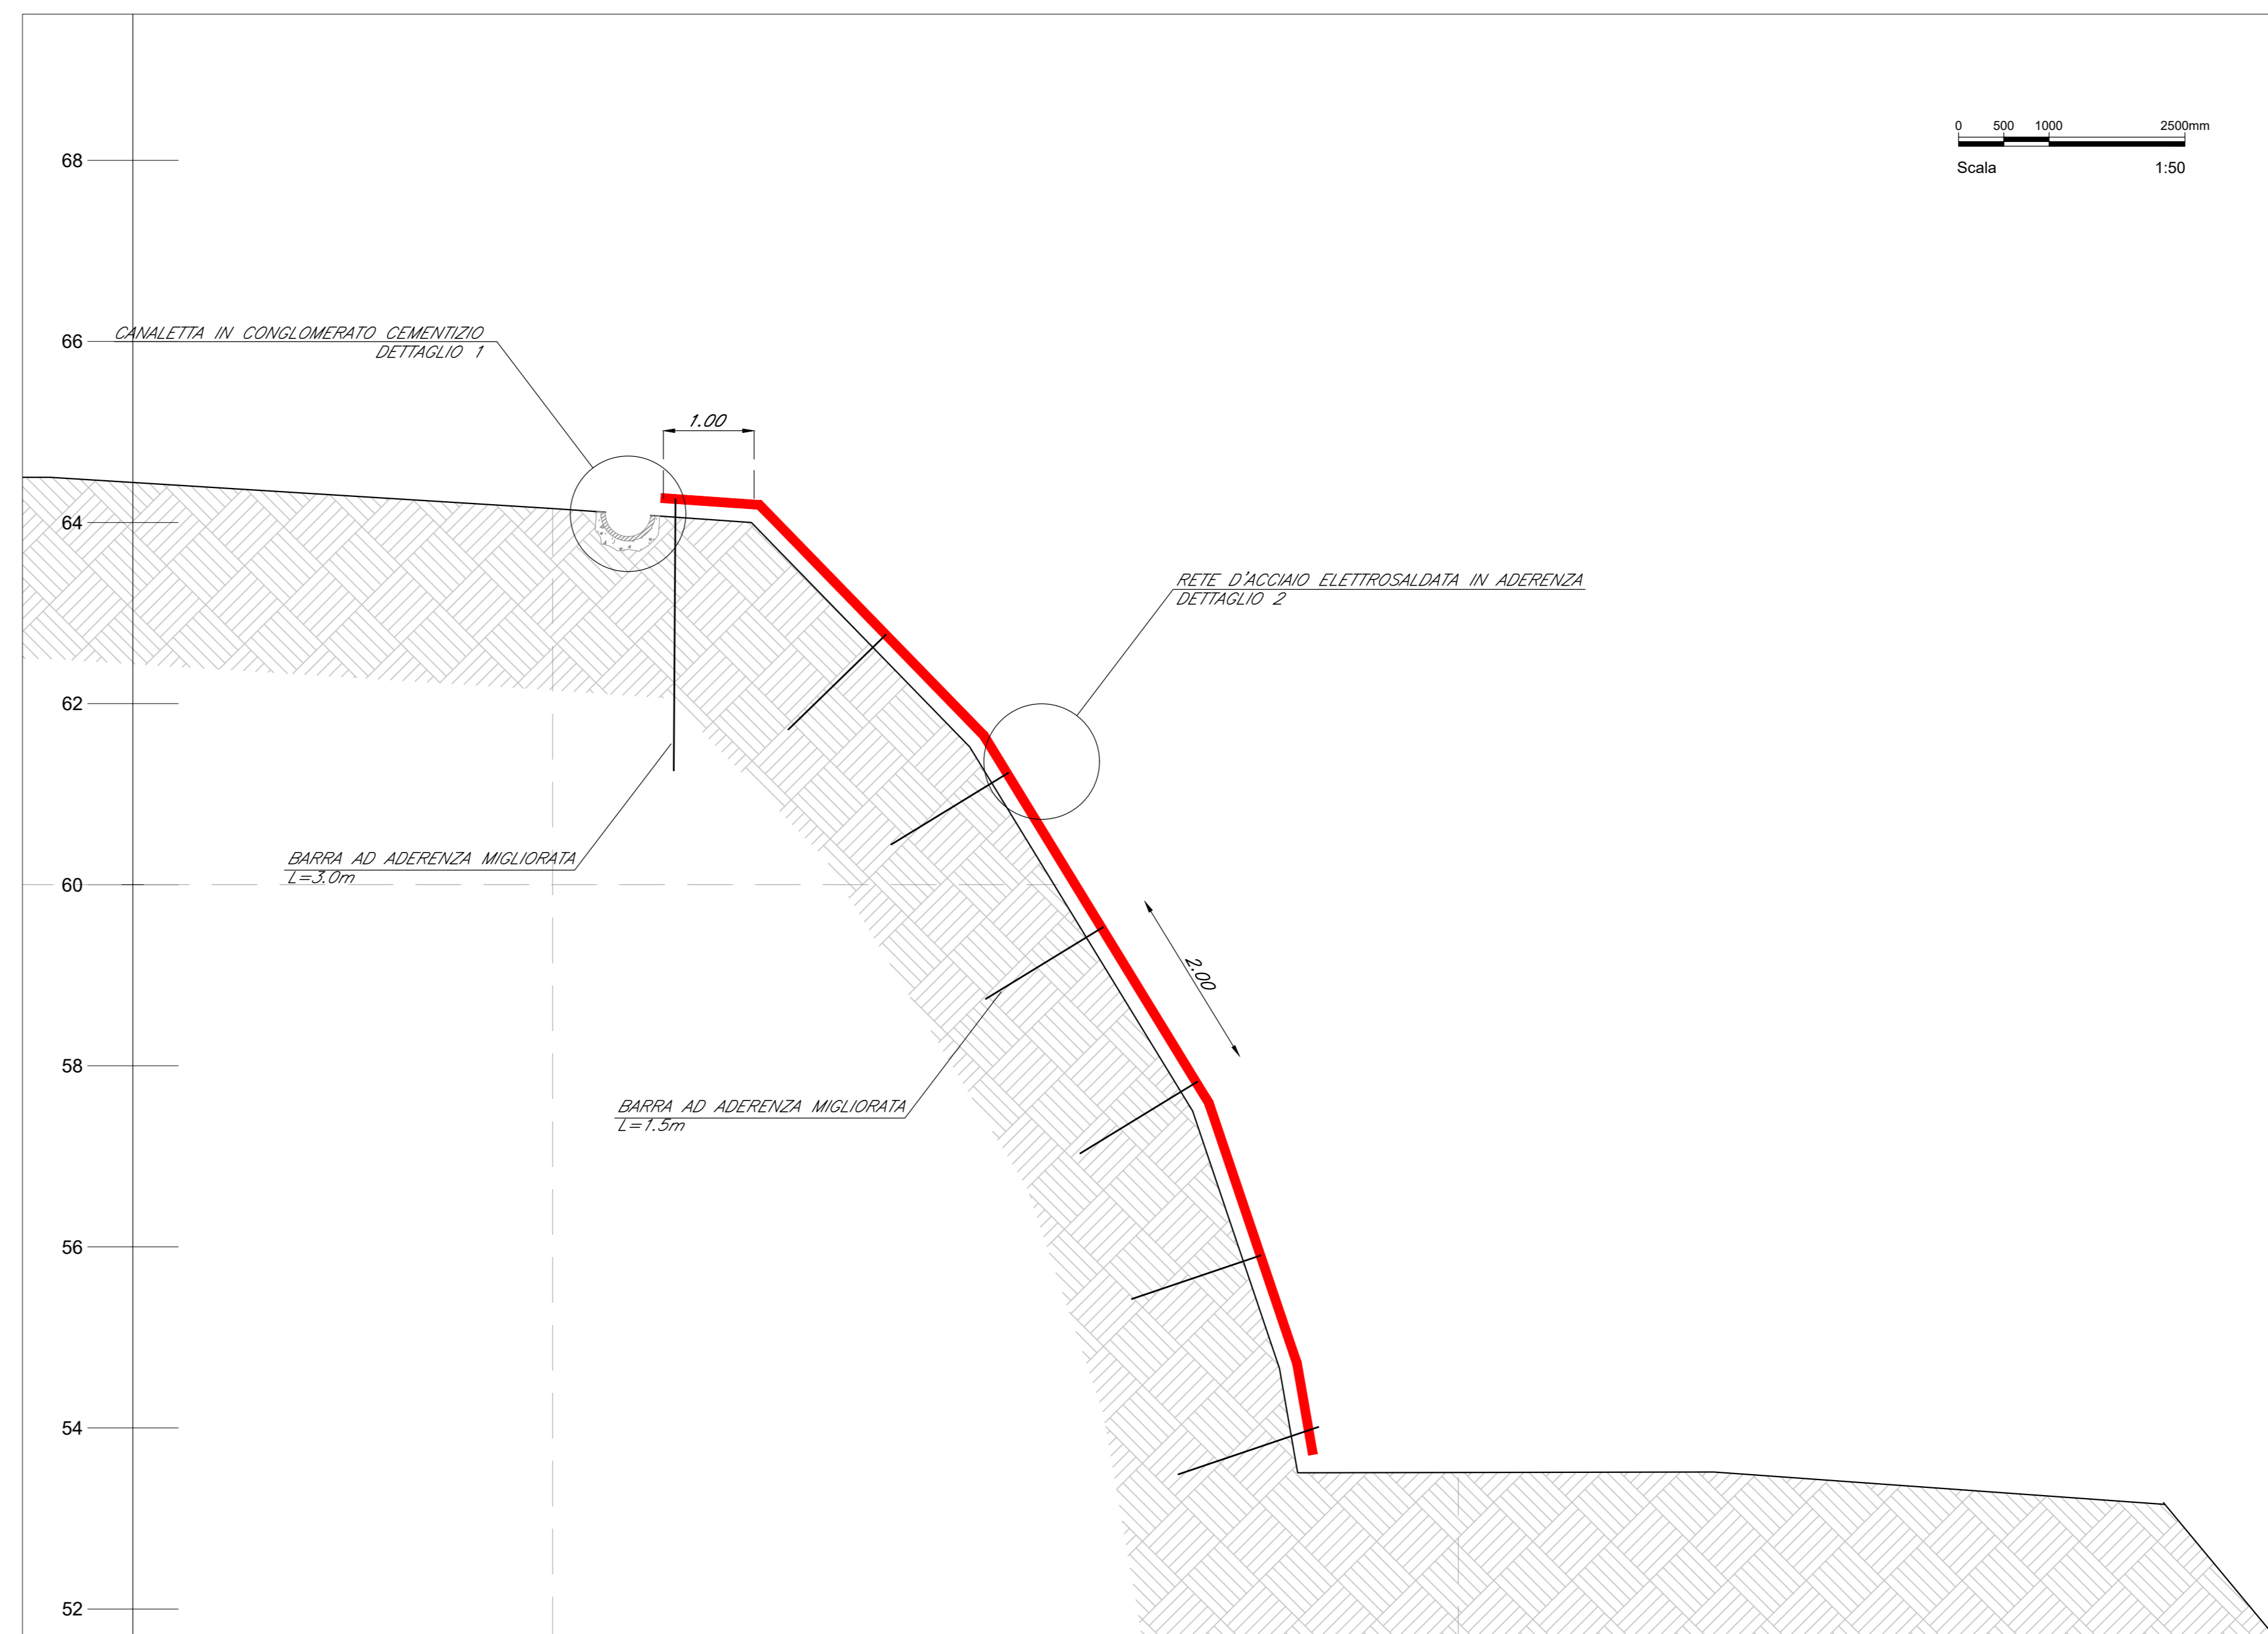 0 500 1000 2500mm
Scala 1:50
68
66
CANALETTA IN CONGLOMERATO CEMENTIZIO
DETTAGLIO 1
1.00
64
RETE D'ACCIAIO ELETTROSALDATA IN ADERENZA
DETTAGLIO 2
62
BARRA AD ADERENZA MIGLIORATA
L=3.0m
60
2.00
58
BARRA AD ADERENZA MIGLIORATA
L=1.5m
56
54
52